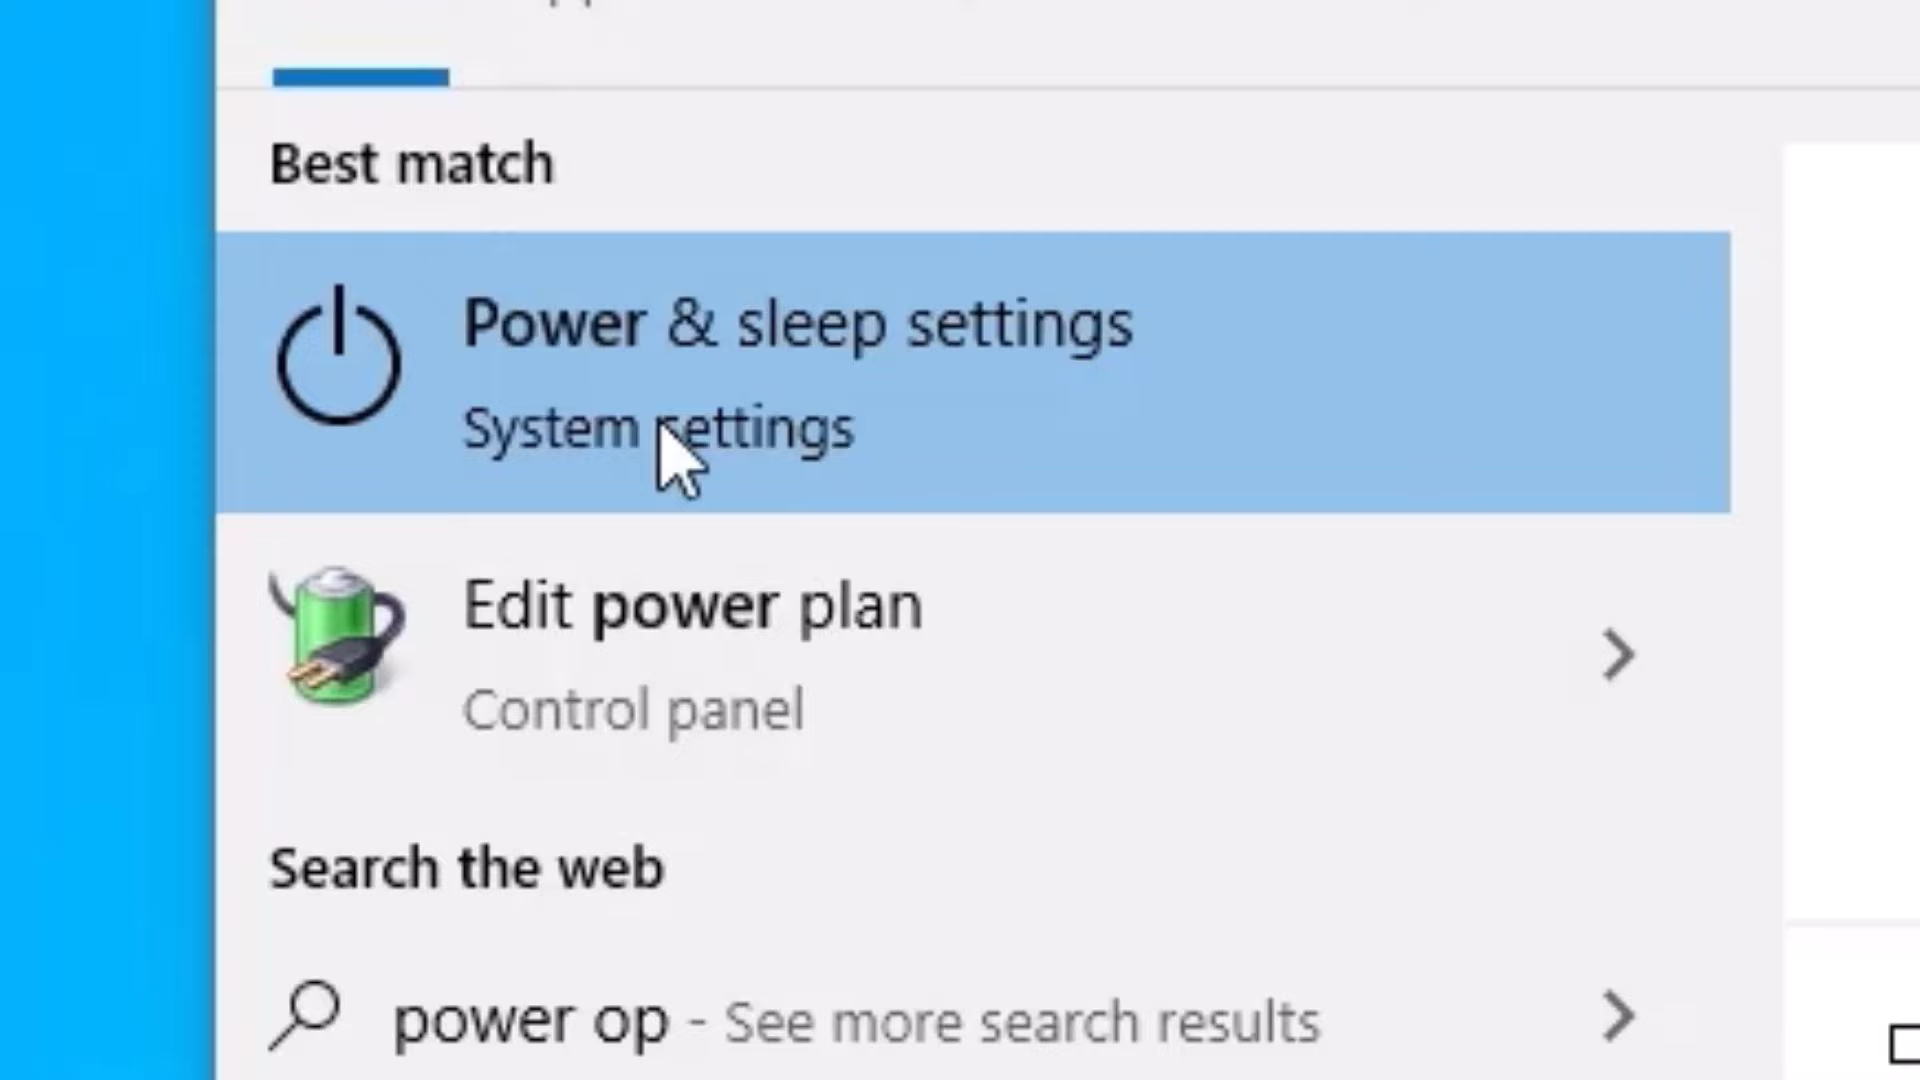 Best match
Power & sleep settings
System settings
Edit power plan
Control panel
Search the web
power op - See more search results